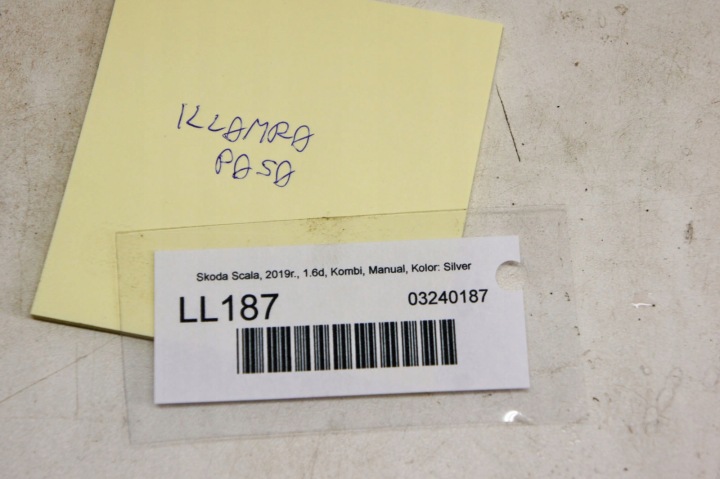 KLAMRA
PASA
Skoda Scala, 2019r., 1.6d, Kombi, Manual, Kolor: Silver
LL187
03240187